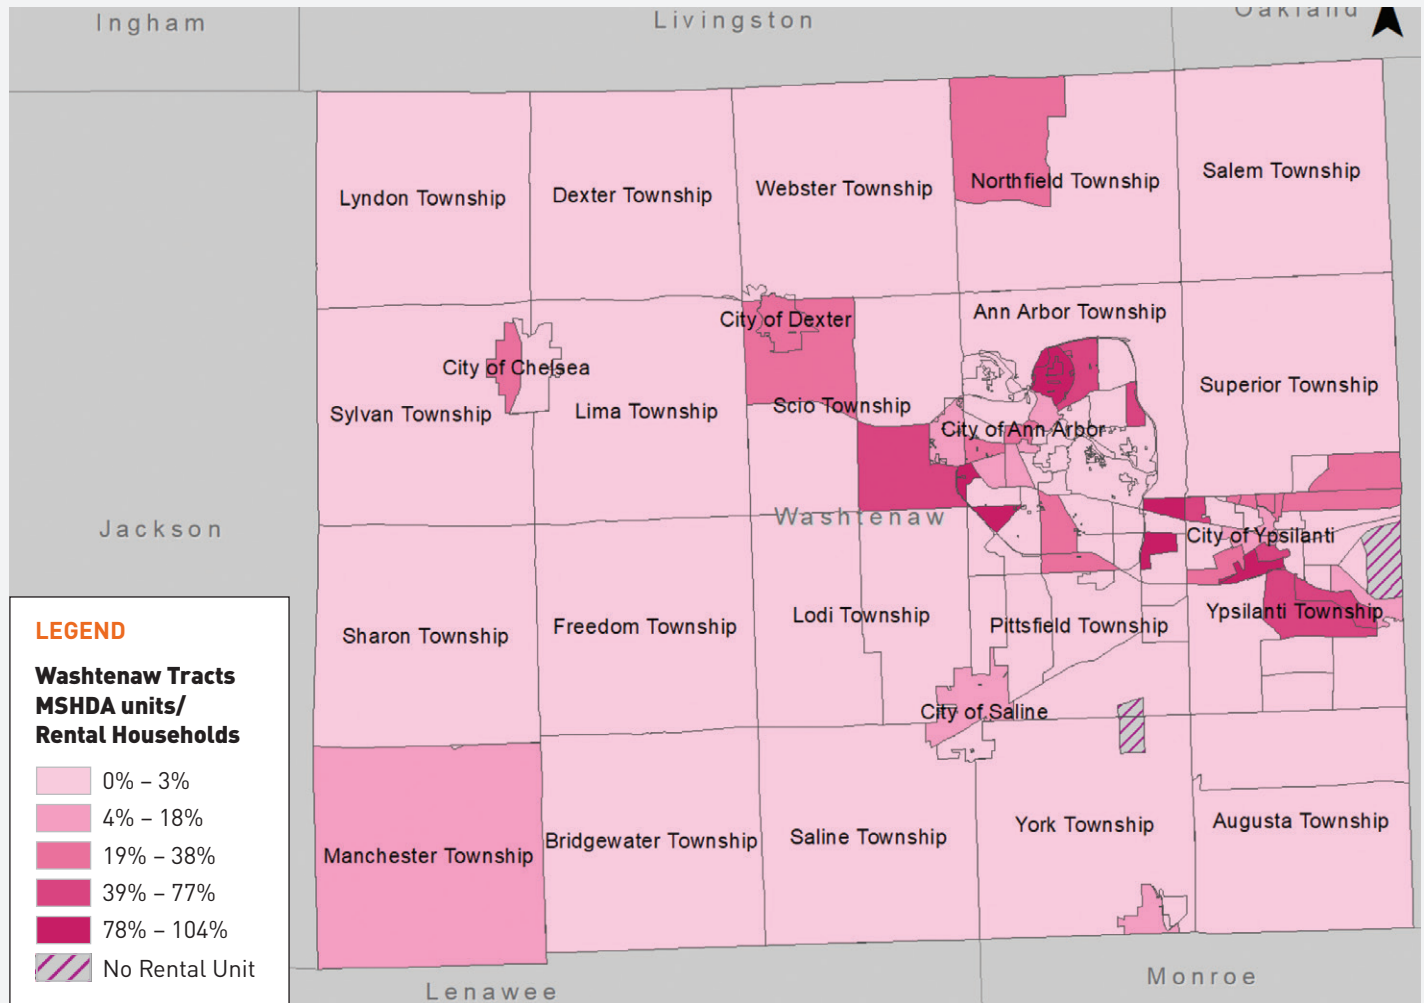 Ingham
Livingston
Oakland
Lyndon Township
Dexter Township
Webster Township
Northfield Township
Salem Township
City of Dexter
Ann Arbor Township
City of Chelsea
Superior Township
Sylvan Township
Lima Township
Scio Township
City of Ann Arbor
Jackson
Washtenaw
City of Ypsilanti
Sharon Township
Freedom Township
Lodi Township
Pittsfield Township
Ypsilanti Township
City of Saline
Manchester Township
Bridgewater Township
Saline Township
York Township
Augusta Township
Lenawee
Monroe
LEGEND
Washtenaw Tracts
MSHDA units/
Rental Households
0% – 3%
4% – 18%
19% – 38%
39% – 77%
78% – 104%
No Rental Unit